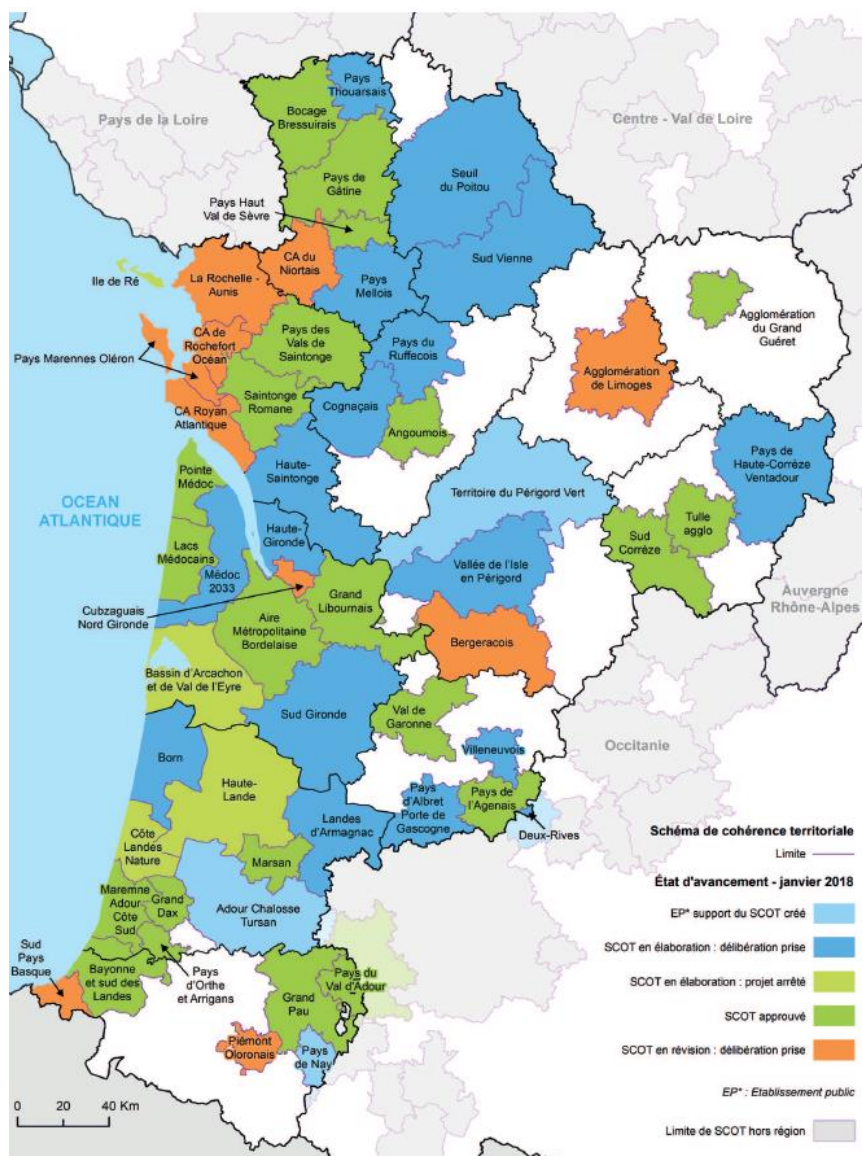 Pays de la Loire
Centre - Val de Loire
Pays
Thouarsais
Bocage
Bressuirais
Pays de
Gâtine
Seuil
du Poitou
Pays Haut
Val de Sèvre
CA du
Niortais
Sud Vienne
La Rochelle -
Aunis
Ile de Ré
Pays
Mellois
CA de
Rochefort
Océan
Pays des
Vals de
Saintonge
Pays du
Ruffecois
Agglomération
du Grand
Guéret
Pays Marennes Oléron
Agglomération
de Limoges
CA Royan
Atlantique
Saintonge
Romane
Cognaçais
Angoumois
Pointe
Médoc
Haute-
Saintonge
Pays de
Haute-Corrèze
Ventadour
OCEAN
ATLANTIQUE
Territoire du Périgord Vert
Lacs
Médocains
Médoc
2033
Haute-
Gironde
Vallée de l'Isle
en Périgord
Sud
Corrèze
Tulle
agglo
Cubzaguais
Nord Gironde
Grand
Libournais
Auvergne
Rhône-Alpes
Aire
Métropolitaine
Bordelaise
Bergeracois
Bassin d'Arcachon
et de Val de l'Eyre
Sud Gironde
Val de
Garonne
Occitanie
Born
Villeneuvois
Haute-
Lande
Pays
d'Albret
Porte de
Gascogne
Pays de
l'Agenais
Landes
d'Armagnac
Deux-Rives
Côte
Landes
Nature
Marsan
Maremne
Adour
Côte
Sud
Grand
Dax
Adour Chalosse
Tursan
Sud
Pays
Basque
Bayonne
et sud des
Landes
Pays
d'Orthe
et Arrigans
Grand
Pau
Pays du
Val d'Adour
Piémont
Oloronais
Pays
de Nay
0 20 40 Km
Schéma de cohérence territoriale
Limite
État d'avancement - janvier 2018
EP* support du SCOT créé
SCOT en élaboration : délibération prise
SCOT en élaboration : projet arrêté
SCOT approuvé
SCOT en révision : délibération prise
EP* : Etablissement public
Limite de SCOT hors région